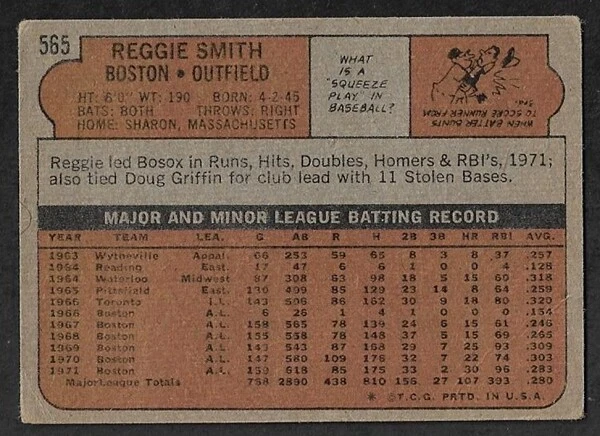 565
REGGIE SMITH
BOSTON • OUTFIELD
HT: 6'0" WT: 190 BORN: 4-2-45
BATS: BOTH THROWS: RIGHT
HOME: SHARON, MASSACHUSETTS
WHAT
IS A
"SQUEEZE
PLAY" IN
BASEBALL?
WHEN BATTER BUNTS
TO SCORE RUNNER FROM
3rd.
Reggie led Bosox in Runs, Hits, Doubles, Homers & RBI's, 1971;
also tied Doug Griffin for club lead with 11 Stolen Bases.
MAJOR AND MINOR LEAGUE BATTING RECORD
YEAR TEAM LEA. G AB R H 2B 3B HR RBI AVG.
1963 Wytheville Appal. 66 253 59 65 8 3 8 37 .257
1964 Reading East. 17 47 6 6 1 0 0 4 .128
1964 Waterloo Midwest 87 308 63 98 18 5 15 60 .318
1965 Pittsfield East. 139 499 85 129 23 14 8 64 .259
1966 Toronto I.L. 143 506 86 162 30 9 18 80 .320
1966 Boston A.L. 6 26 1 4 1 0 0 0 .154
1967 Boston A.L. 158 565 78 139 24 6 15 61 .246
1968 Boston A.L. 155 558 78 148 37 5 15 69 .265
1969 Boston A.L. 143 543 87 168 29 7 25 93 .309
1970 Boston A.L. 147 580 109 176 32 7 22 74 .303
1971 Boston A.L. 159 618 85 175 33 2 30 96 .283
Major League Totals 768 2890 438 810 156 27 107 393 .280
* ©T.C.G. PRTD. IN U.S.A.